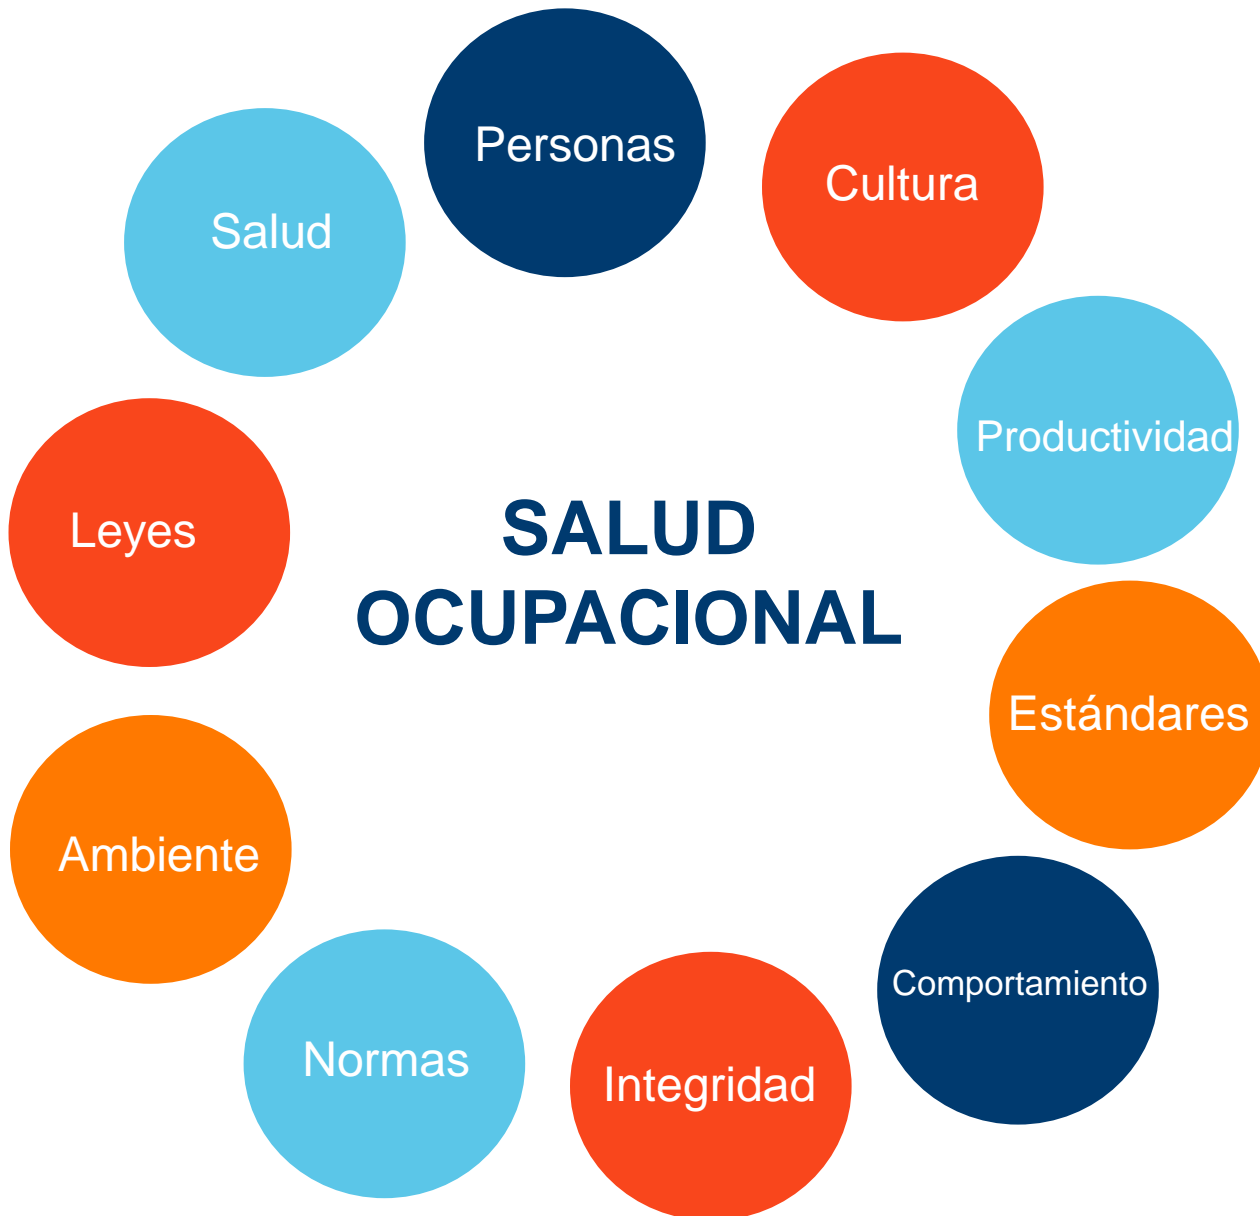 Personas
Cultura
Salud
Productividad
Leyes
SALUD
OCUPACIONAL
Estándares
Ambiente
Comportamiento
Normas
Integridad